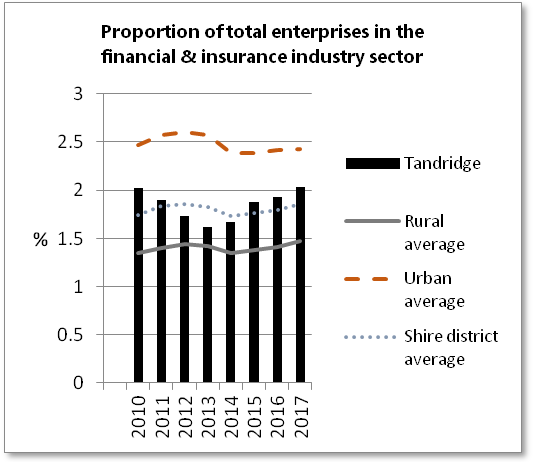 Proportion of total enterprises in the
financial & insurance industry sector
3
2.5
2
1.5
1
0.5
0
%
2010
2011
2012
2013
2014
2015
2016
2017
Tandridge
Rural
average
Urban
average
Shire district
average